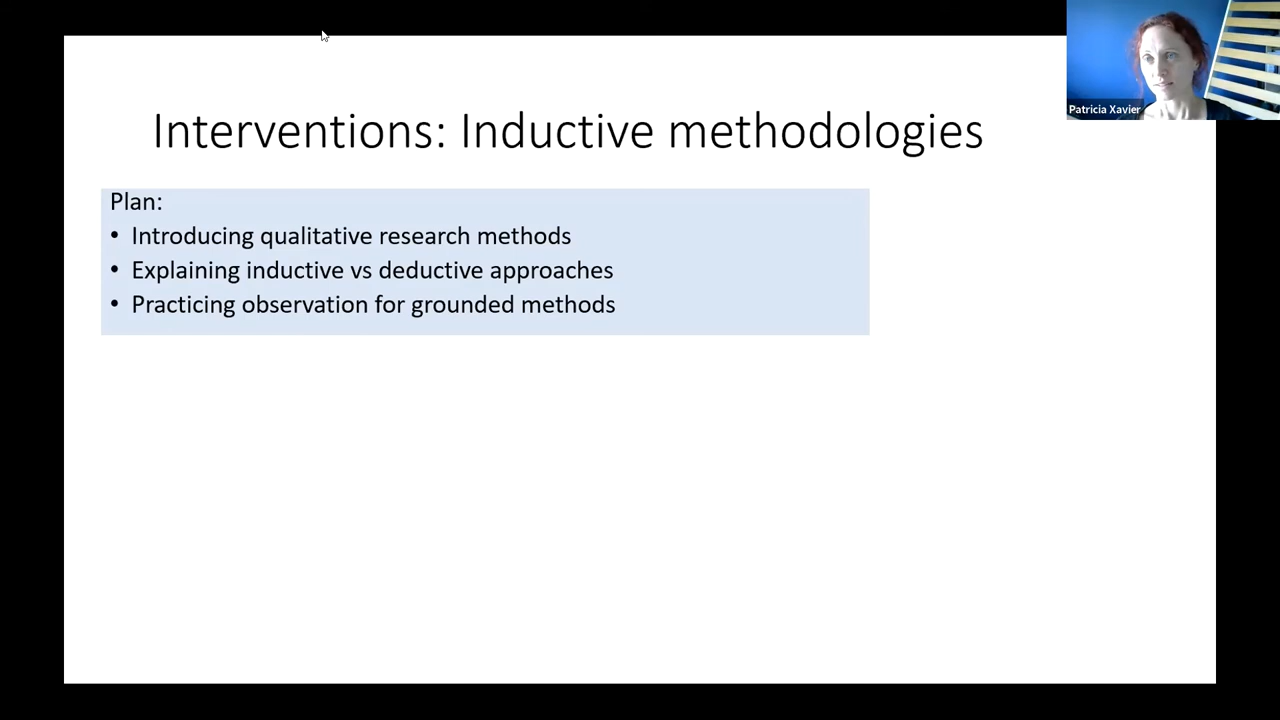 Patricia Xavier
Interventions: Inductive methodologies
Plan:
• Introducing qualitative research methods
• Explaining inductive vs deductive approaches
• Practicing observation for grounded methods